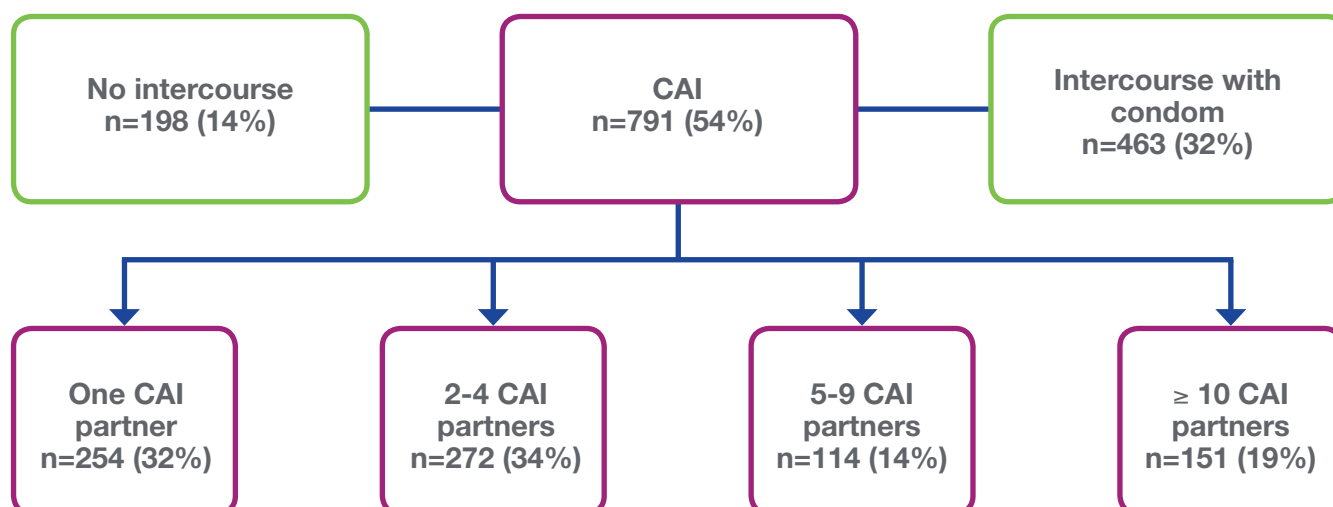 No intercourse
n=198 (14%)
CAI
n=791 (54%)
Intercourse with
condom
n=463 (32%)
One CAI
partner
n=254 (32%)
2-4 CAI
partners
n=272 (34%)
5-9 CAI
partners
n=114 (14%)
≥ 10 CAI
partners
n=151 (19%)